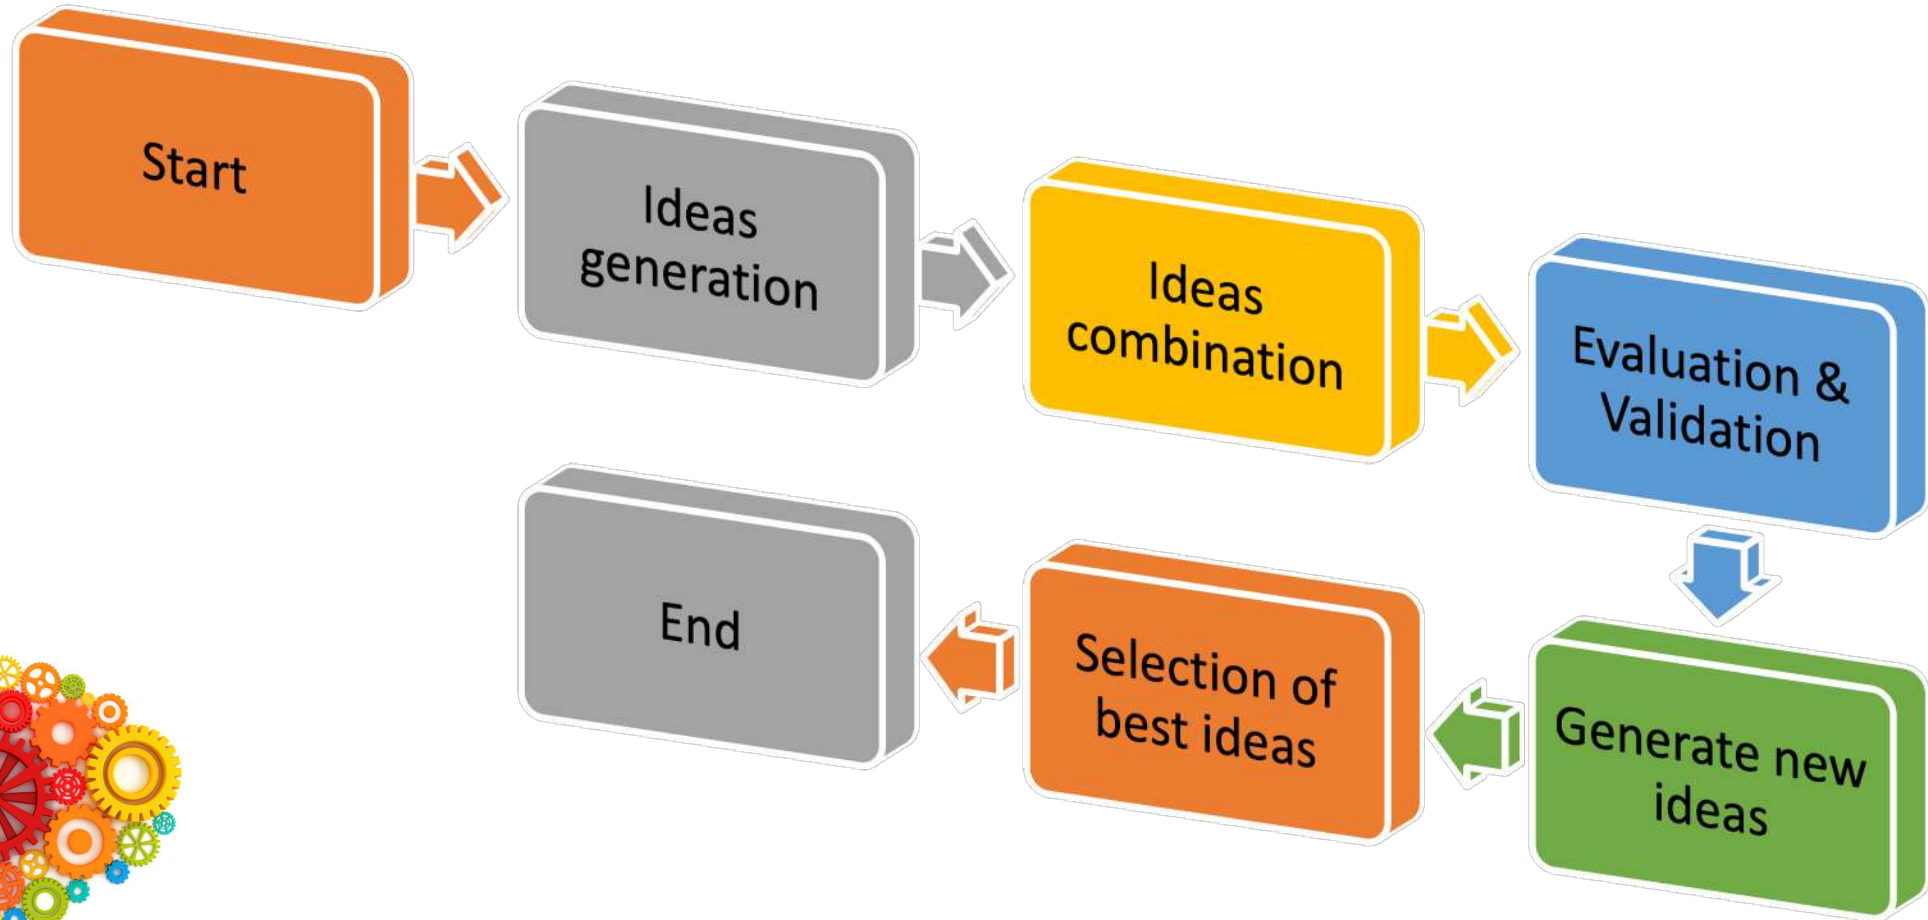 Start
Ideas
generation
Ideas
combination
Evaluation &
Validation
Generate new
ideas
Selection of
best ideas
End